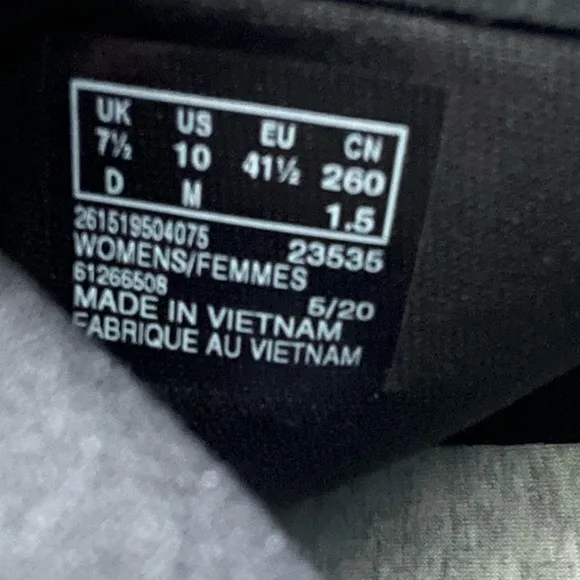 UK US EU CN
7½ 10 41½ 260
D M 1.5
261519504075 23535
WOMENS/FEMMES
61266508 5/20
MADE IN VIETNAM
FABRIQUE AU VIETNAM